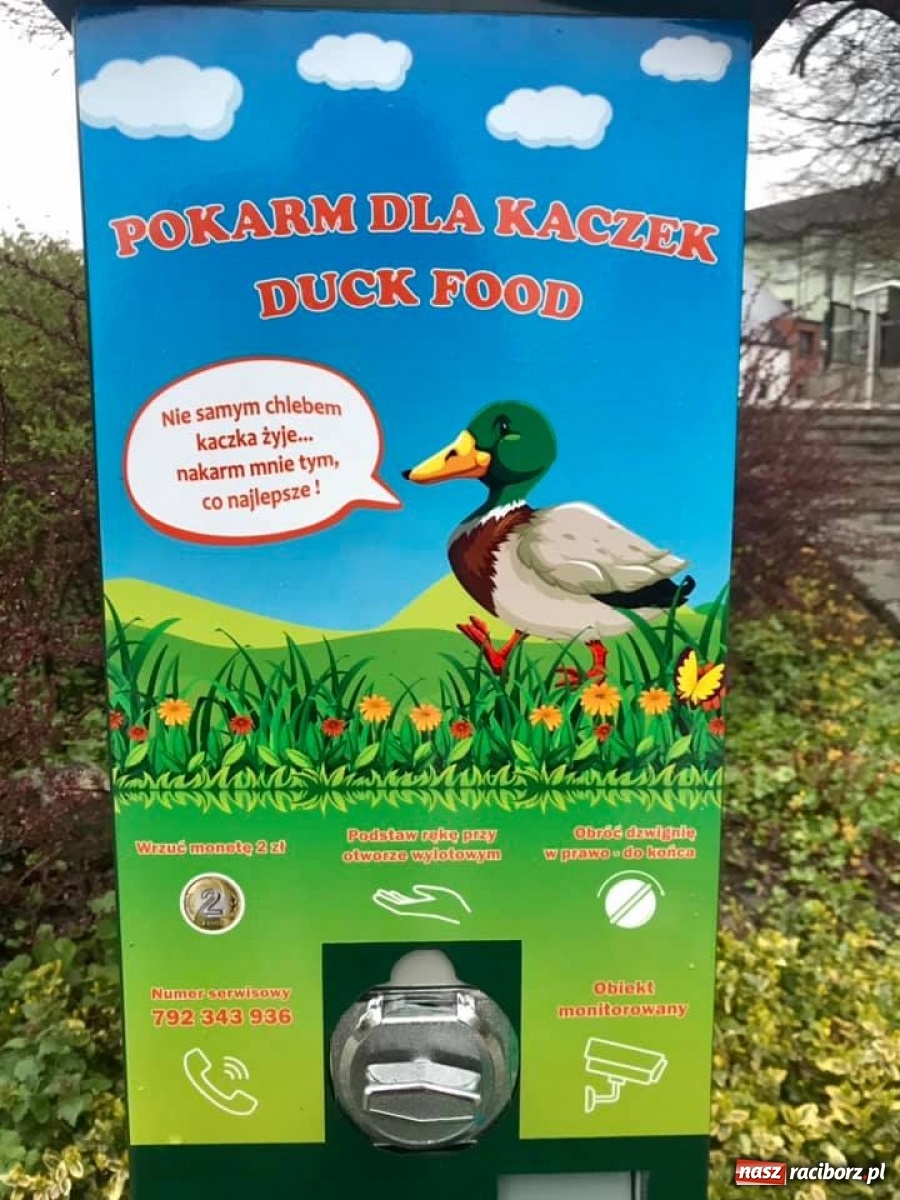 POKARM DLA KACZEK
DUCK FOOD
Nie samym chlebem
kaczka żyje...
nakarm mnie tym,
co najlepsze !
Wrzuć monetę 2 zł
Podstaw rękę przy
otworze wylotowym
Obróć dzwignię
w prawo - do końca
2
Numer serwisowy
792 343 936
Obiekt
monitorowany
nasz raciborz.pl